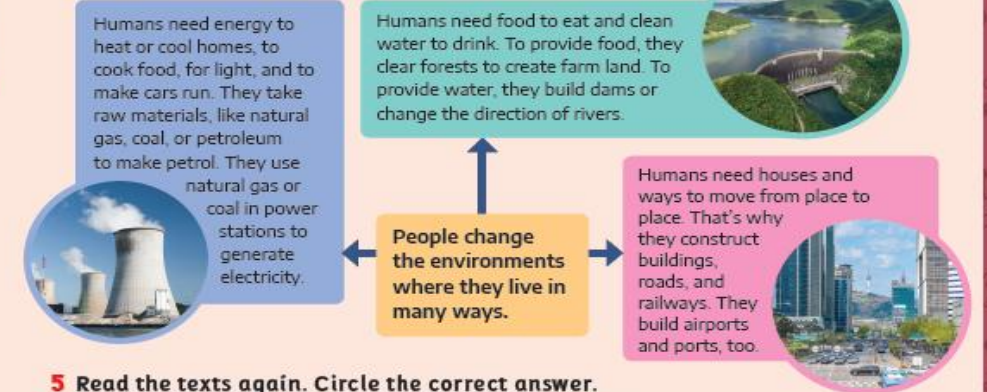 Humans need energy to
heat or cool homes, to
cook food, for light, and to
make cars run. They take
raw materials, like natural
gas, coal, or petroleum
to make petrol. They use
natural gas or
coal in power
stations to
generate
electricity.
Humans need food to eat and clean
water to drink. To provide food, they
clear forests to create farm land. To
provide water, they build dams or
change the direction of rivers.
People change
the environments
where they live in
many ways.
Humans need houses and
ways to move from place to
place. That's why
they construct
buildings,
roads, and
railways. They
build airports
and ports, too.
5 Read the texts again. Circle the correct answer.